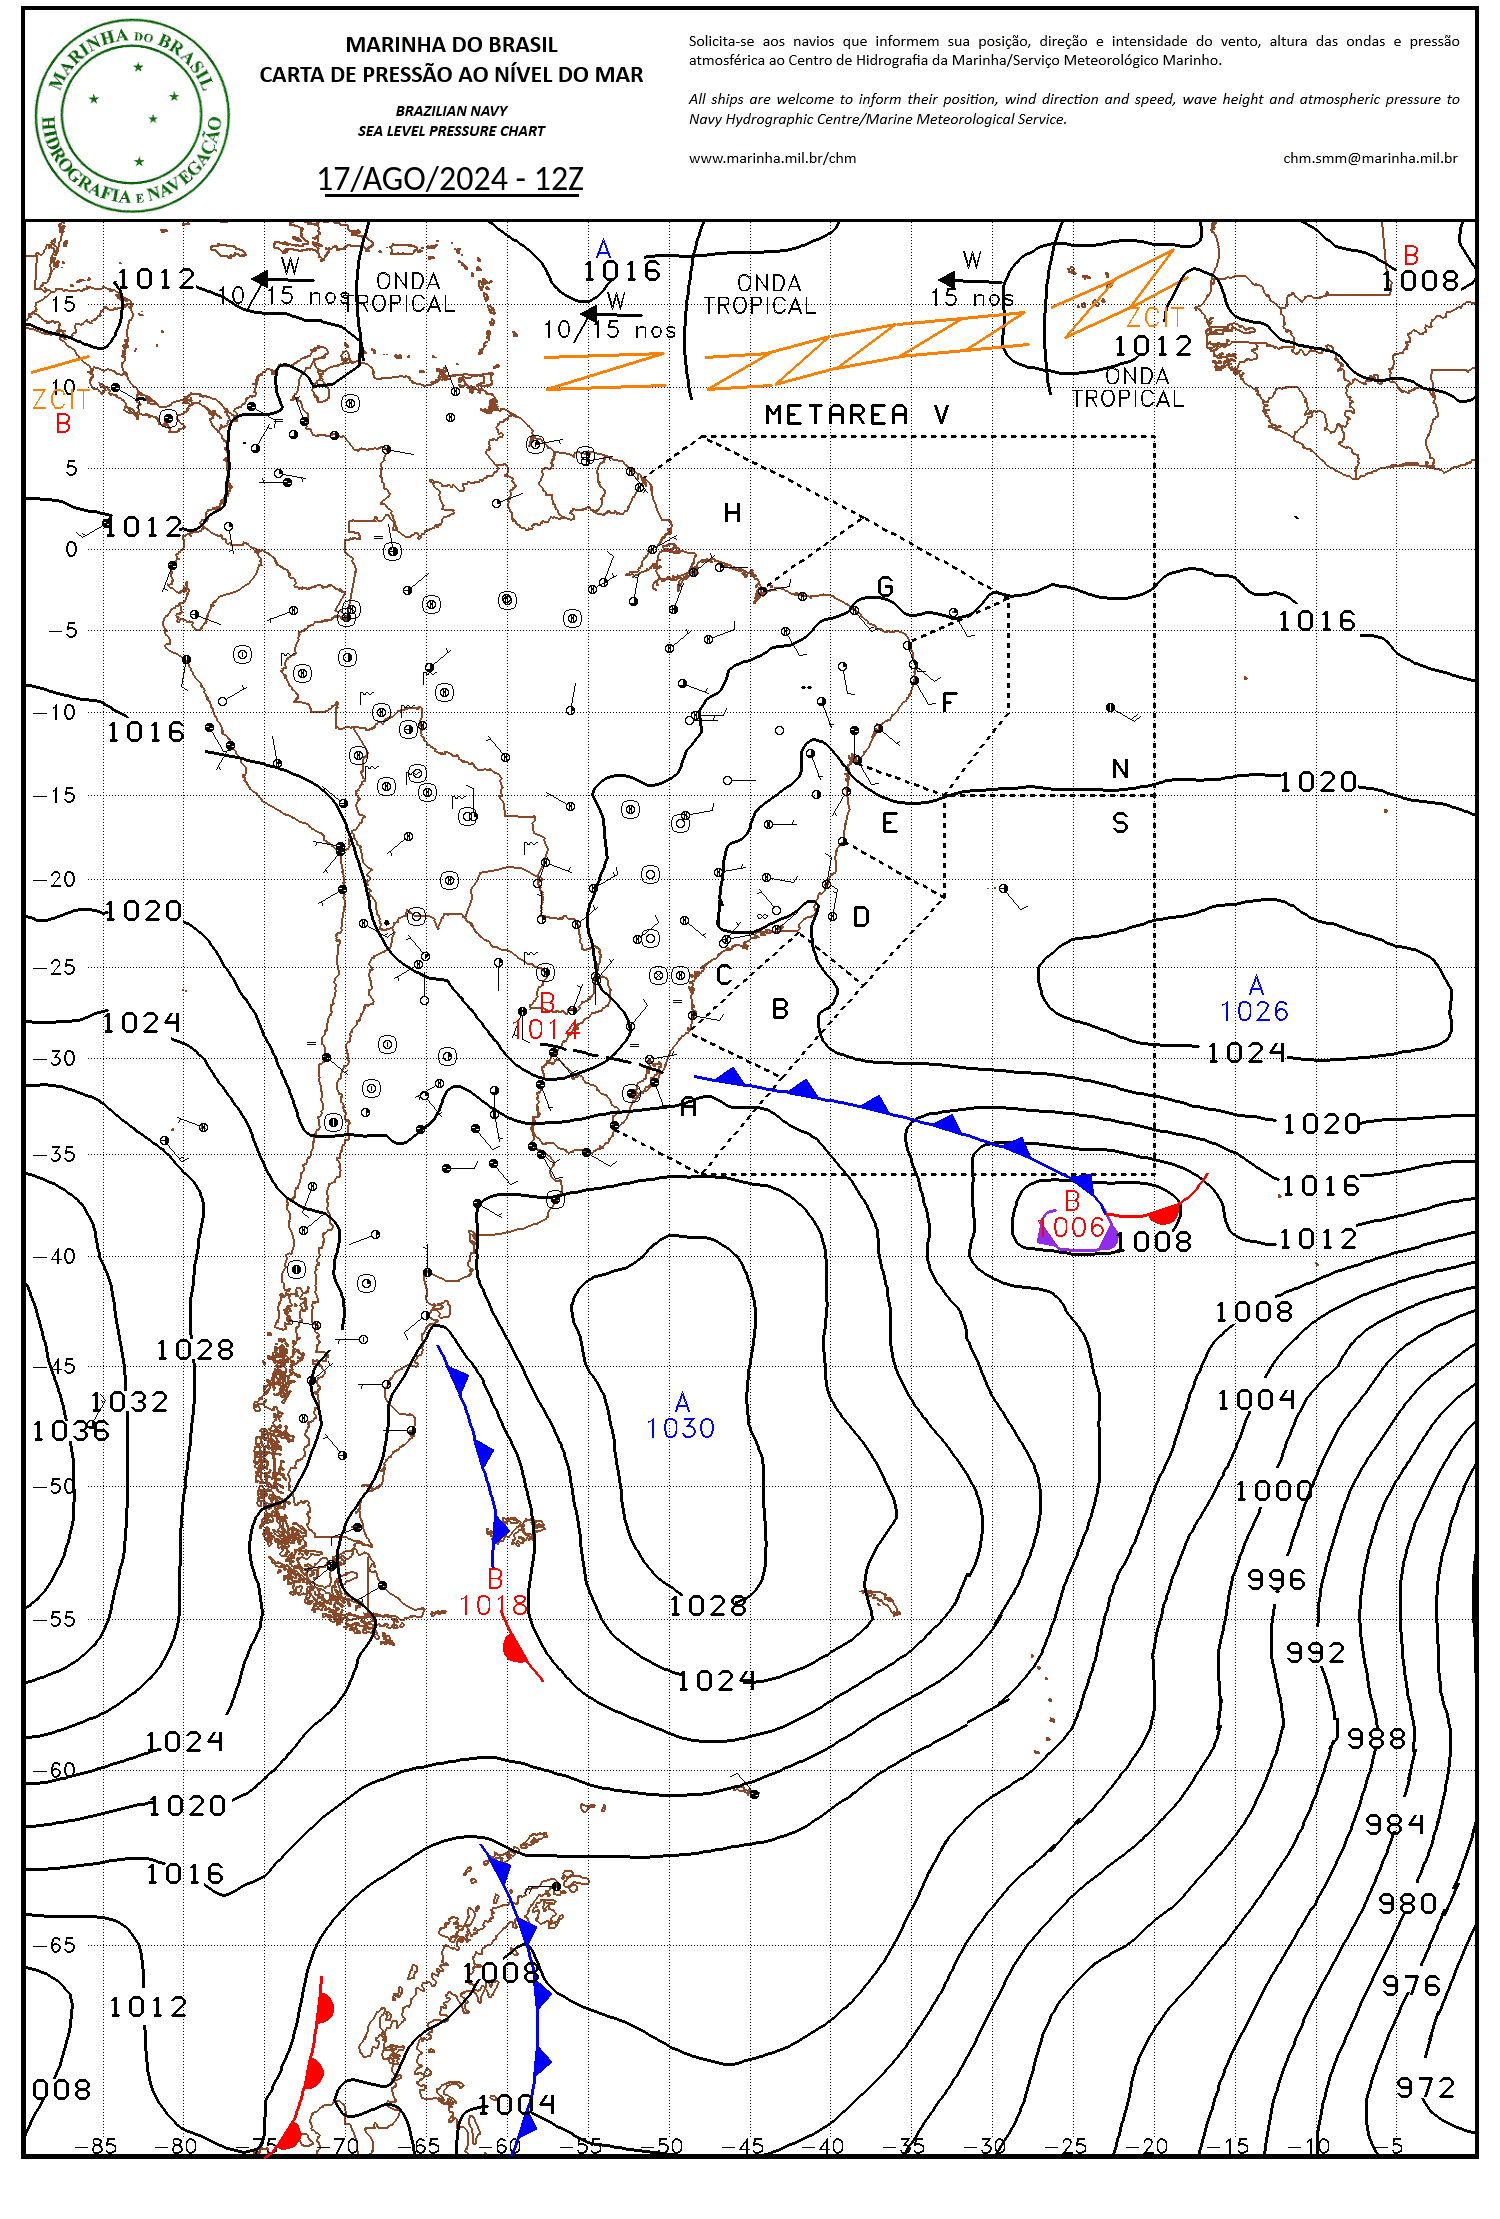 MARINHA DO BRASIL
HIDROGRAFIA E NAVEGAÇÃO
MARINHA DO BRASIL
CARTA DE PRESSÃO AO NÍVEL DO MAR
BRAZILIAN NAVY
SEA LEVEL PRESSURE CHART
17/AGO/2024 - 12Z
Solicita-se aos navios que informem sua posição, direção e intensidade do vento, altura das ondas e pressão
atmosférica ao Centro de Hidrografia da Marinha/Serviço Meteorológico Marinho.
All ships are welcome to inform their position, wind direction and speed, wave height and atmospheric pressure to
Navy Hydrographic Centre/Marine Meteorological Service.
www.marinha.mil.br/chm chm.smm@marinha.mil.br
A
1016
B
1008
1012
W
10/15 nos
ONDA
TROPICAL
W
10/15 nos
ONDA
TROPICAL
W
15 nos
ZCIT
1012
ONDA
TROPICAL
15
10
ZCIT
B
METAREA V
5
H
1012
0
G
1016
-5
F
-10
1016
N
1020
-15
E
S
-20
1020
D
-25
C
A
1026
B
1014
B
1024
1024
-30
A
1020
-35
1016
B
1006
1008
1012
-40
1008
1028
-45
1032
1036
A
1030
1004
-50
1000
B
1018
996
1028
-55
992
1024
1024
988
-60
1020
984
1016
980
-65
1008
976
1012
008
1004
972
-85 -80 -75 -70 -65 -60 -55 -50 -45 -40 -35 -30 -25 -20 -15 -10 -5